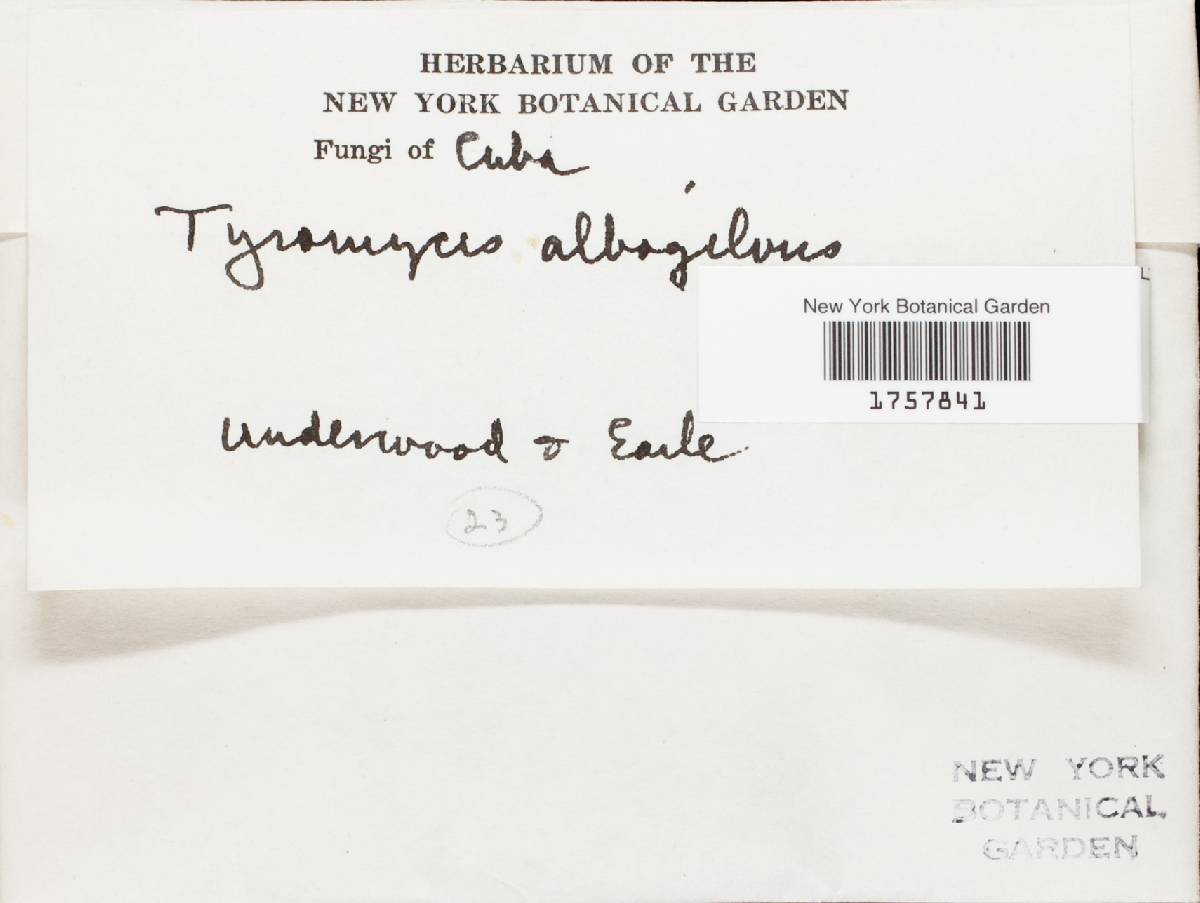 HERBARIUM OF THE
NEW YORK BOTANICAL GARDEN
Fungi of Cuba
Tyromyces albogilvus
New York Botanical Garden
1757841
Underwood & Earle
23
NEW YORK
BOTANICAL
GARDEN